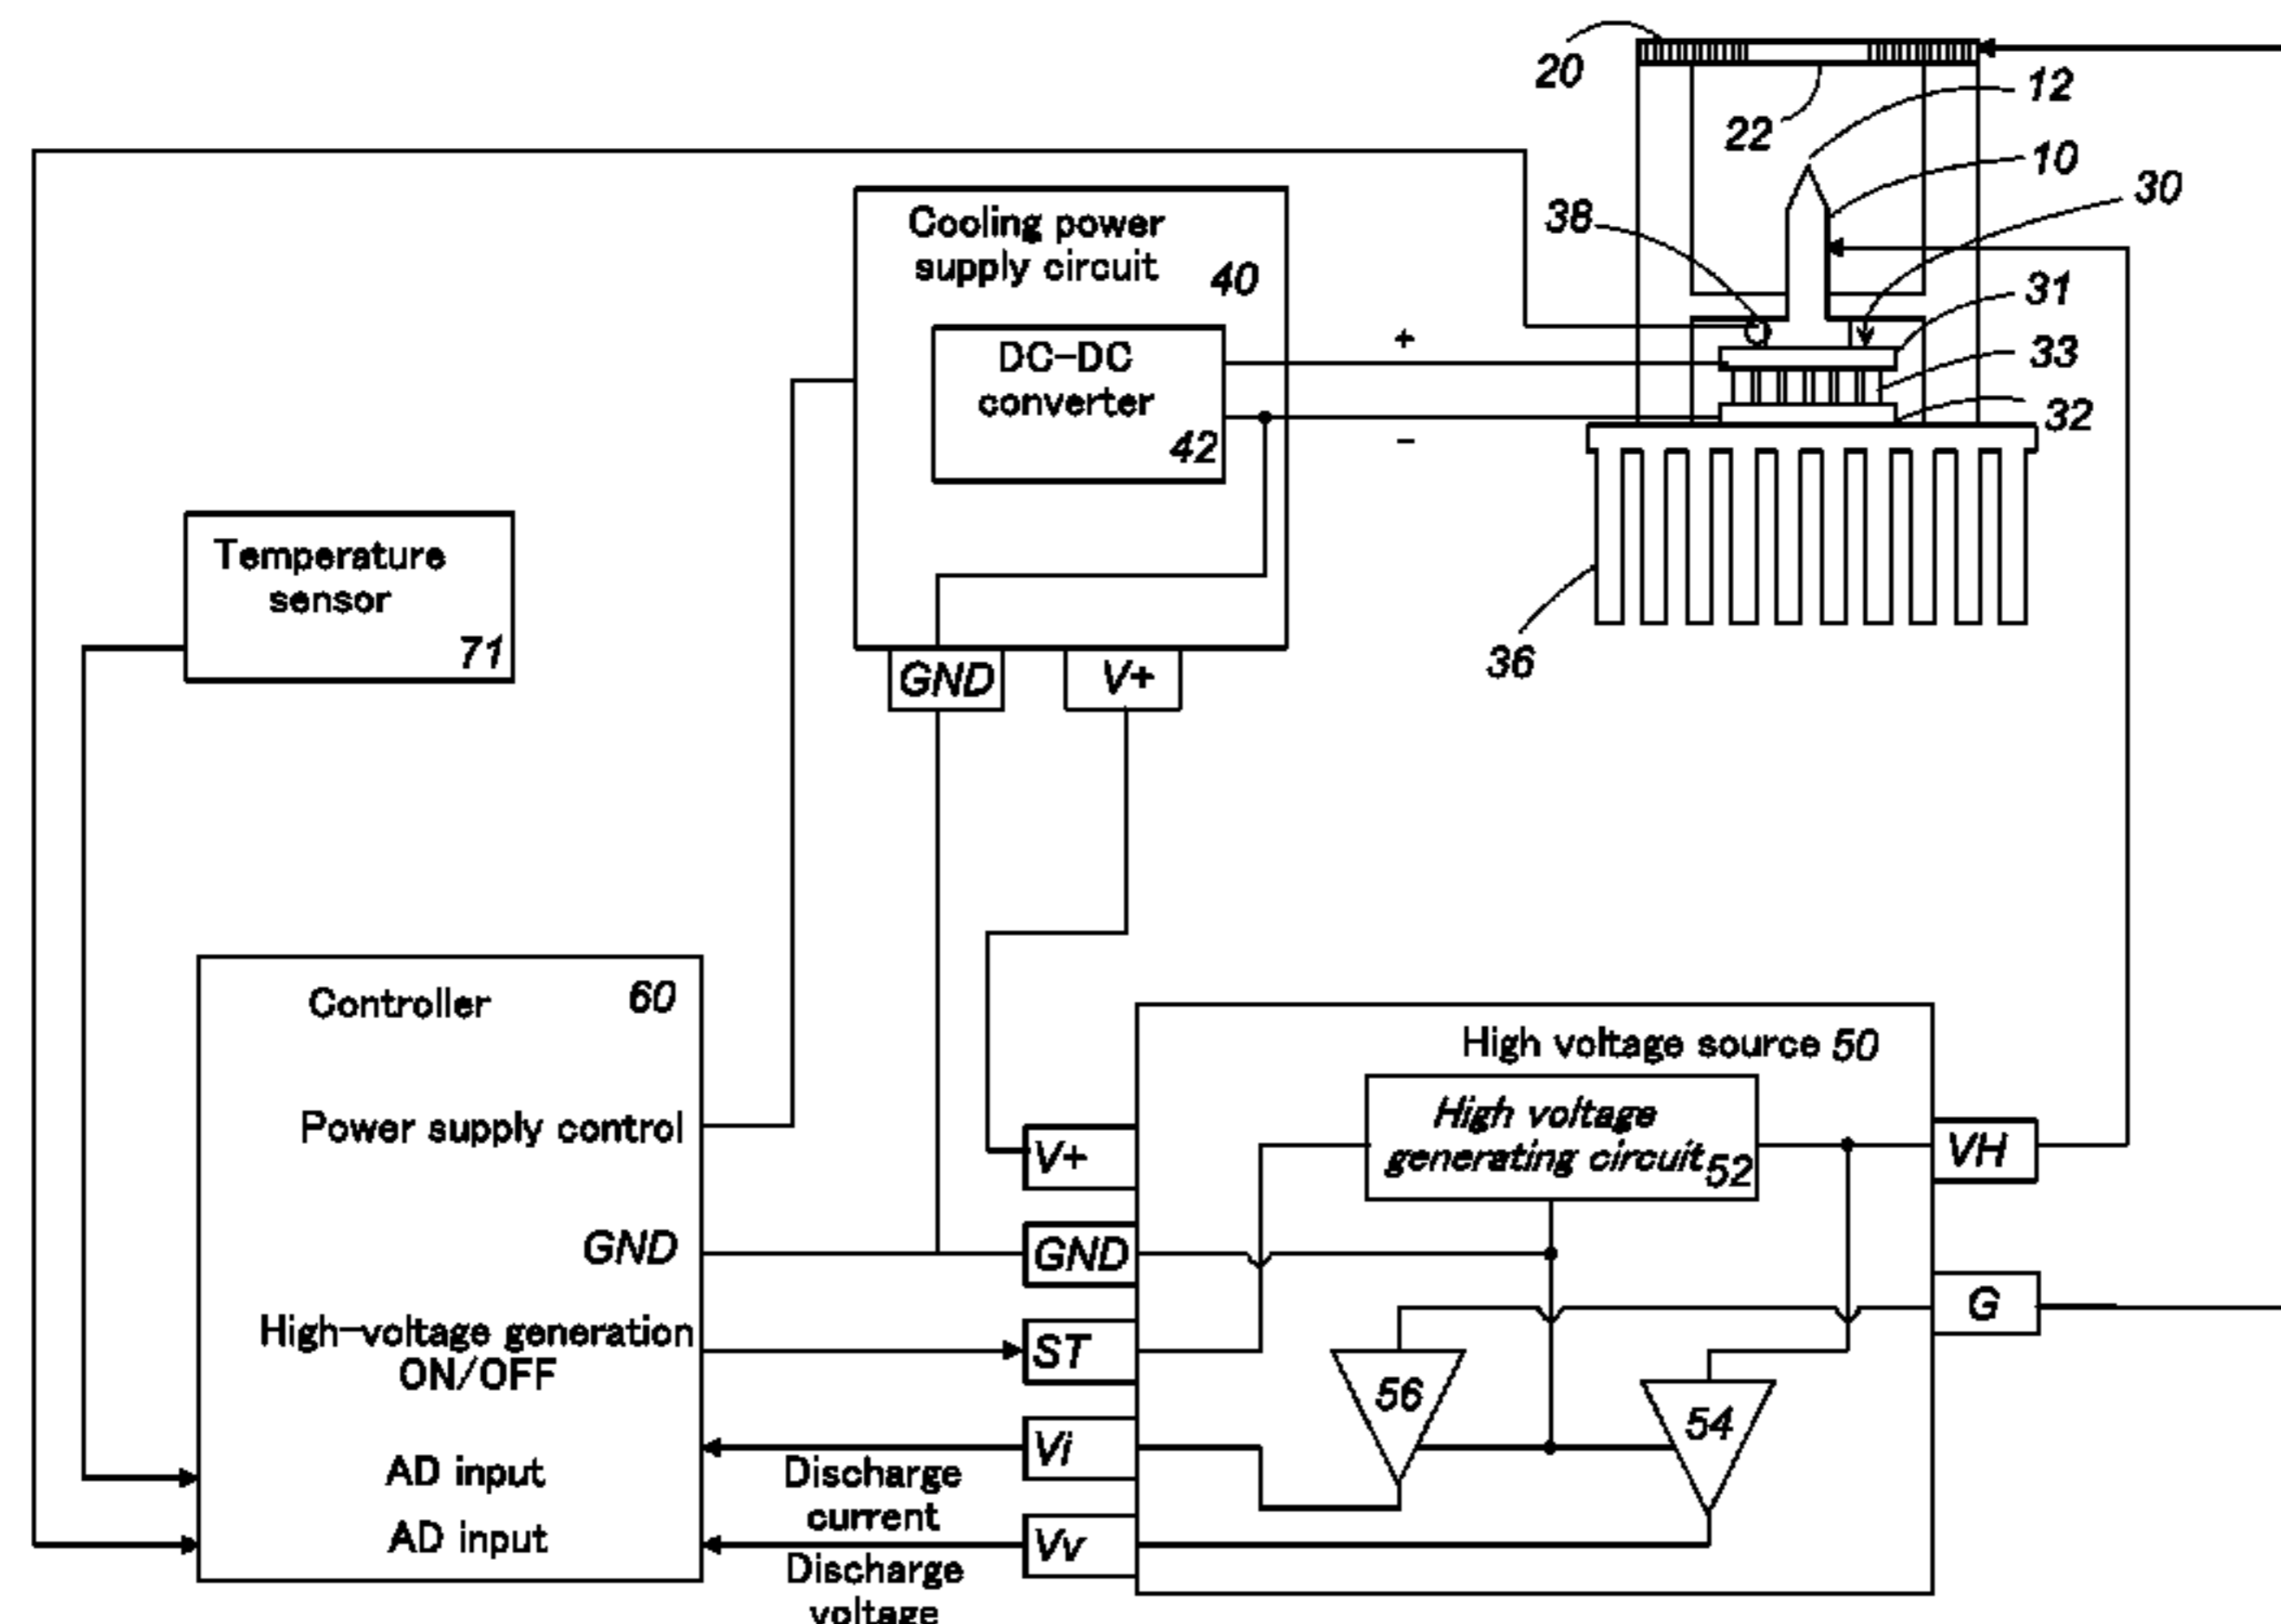 20
12
22
10
30
38
31
33
32
36
Cooling power
supply circuit
40
DC-DC
converter
42
+
-
GND
V+
Temperature
sensor
71
Controller
60
Power supply control
GND
High-voltage generation
ON/OFF
AD input
AD input
Discharge
current
Discharge
voltage
High voltage source 50
High voltage
generating circuit 52
V+
GND
ST
Vi
Vv
56
54
VH
G